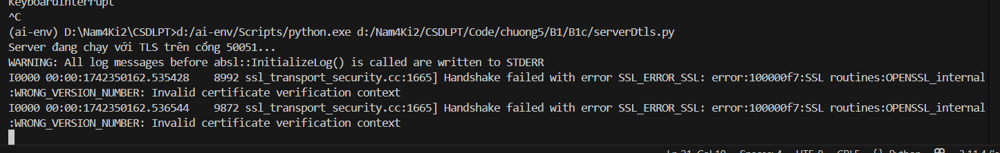 KeyboardInterrupt
^C
(ai-env) D:\Nam4Ki2\CSDLPT>d:/ai-env/Scripts/python.exe d:/Nam4Ki2/CSDLPT/Code/chuong5/B1/B1c/serverDtls.py
Server đang chạy với TLS trên cổng 50051...
WARNING: All log messages before absl::InitializeLog() is called are written to STDERR
I0000 00:00:1742350162.535428    8992 ssl_transport_security.cc:1665] Handshake failed with error SSL_ERROR_SSL: error:100000f7:SSL routines:OPENSSL_internal
:WRONG_VERSION_NUMBER: Invalid certificate verification context
I0000 00:00:1742350162.536544    9872 ssl_transport_security.cc:1665] Handshake failed with error SSL_ERROR_SSL: error:100000f7:SSL routines:OPENSSL_internal
:WRONG_VERSION_NUMBER: Invalid certificate verification context